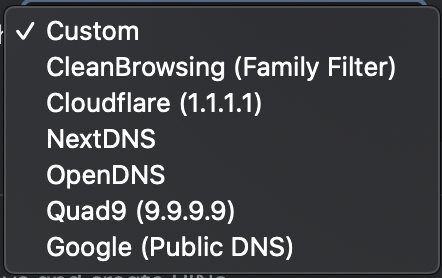 Custom
CleanBrowsing (Family Filter)
Cloudflare (1.1.1.1)
NextDNS
OpenDNS
Quad9 (9.9.9.9)
Google (Public DNS)